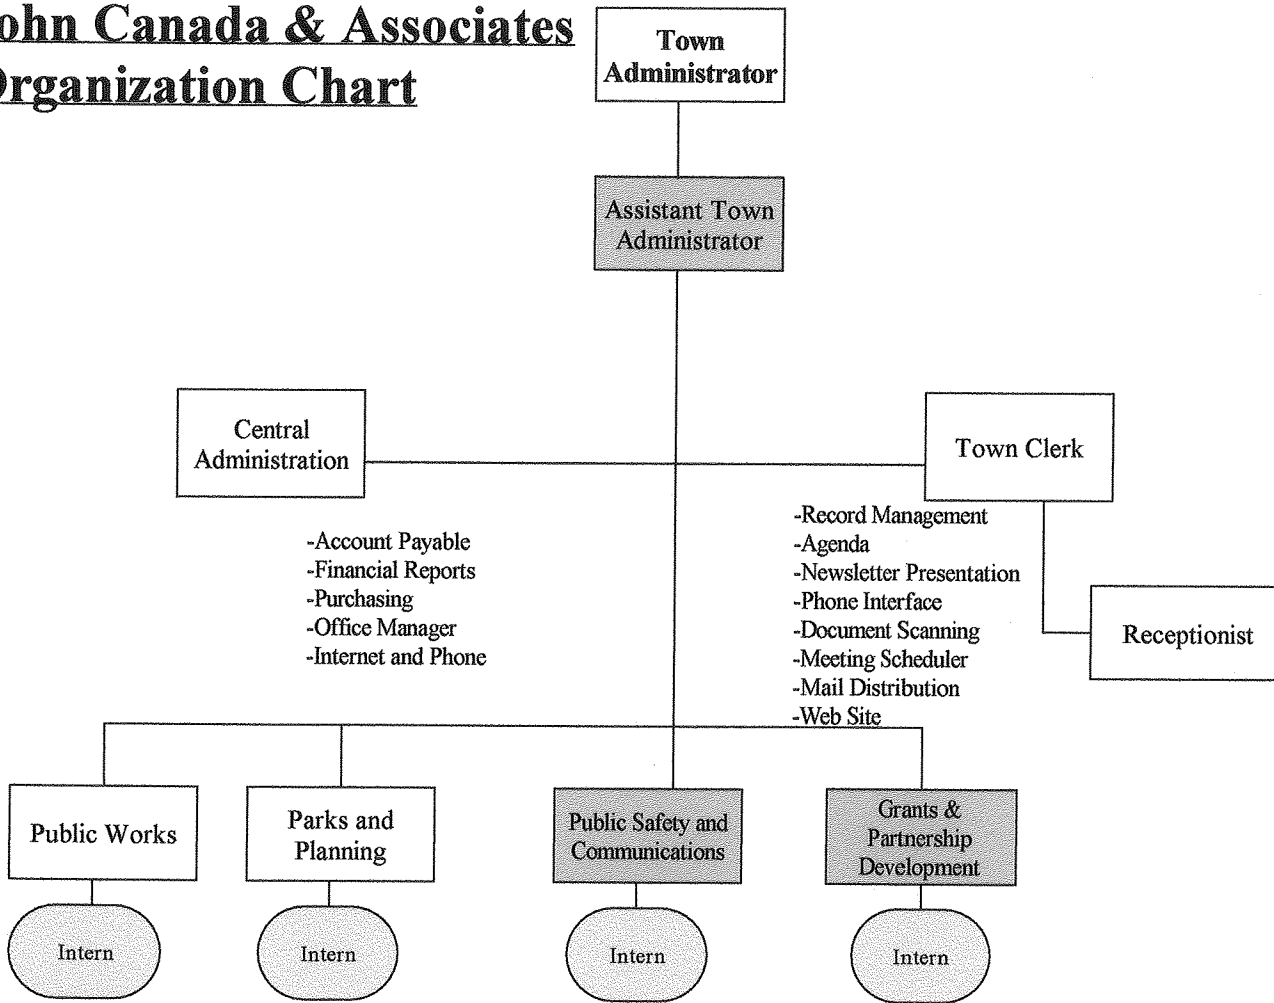 ohn Canada & Associates
Organization Chart
Town
Administrator
Assistant Town
Administrator
Central
Administration
Town Clerk
-Account Payable
-Financial Reports
-Purchasing
-Office Manager
-Internet and Phone
-Record Management
-Agenda
-Newsletter Presentation
-Phone Interface
-Document Scanning
-Meeting Scheduler
-Mail Distribution
-Web Site
Receptionist
Public Works
Parks and
Planning
Public Safety and
Communications
Grants &
Partnership
Development
Intern
Intern
Intern
Intern